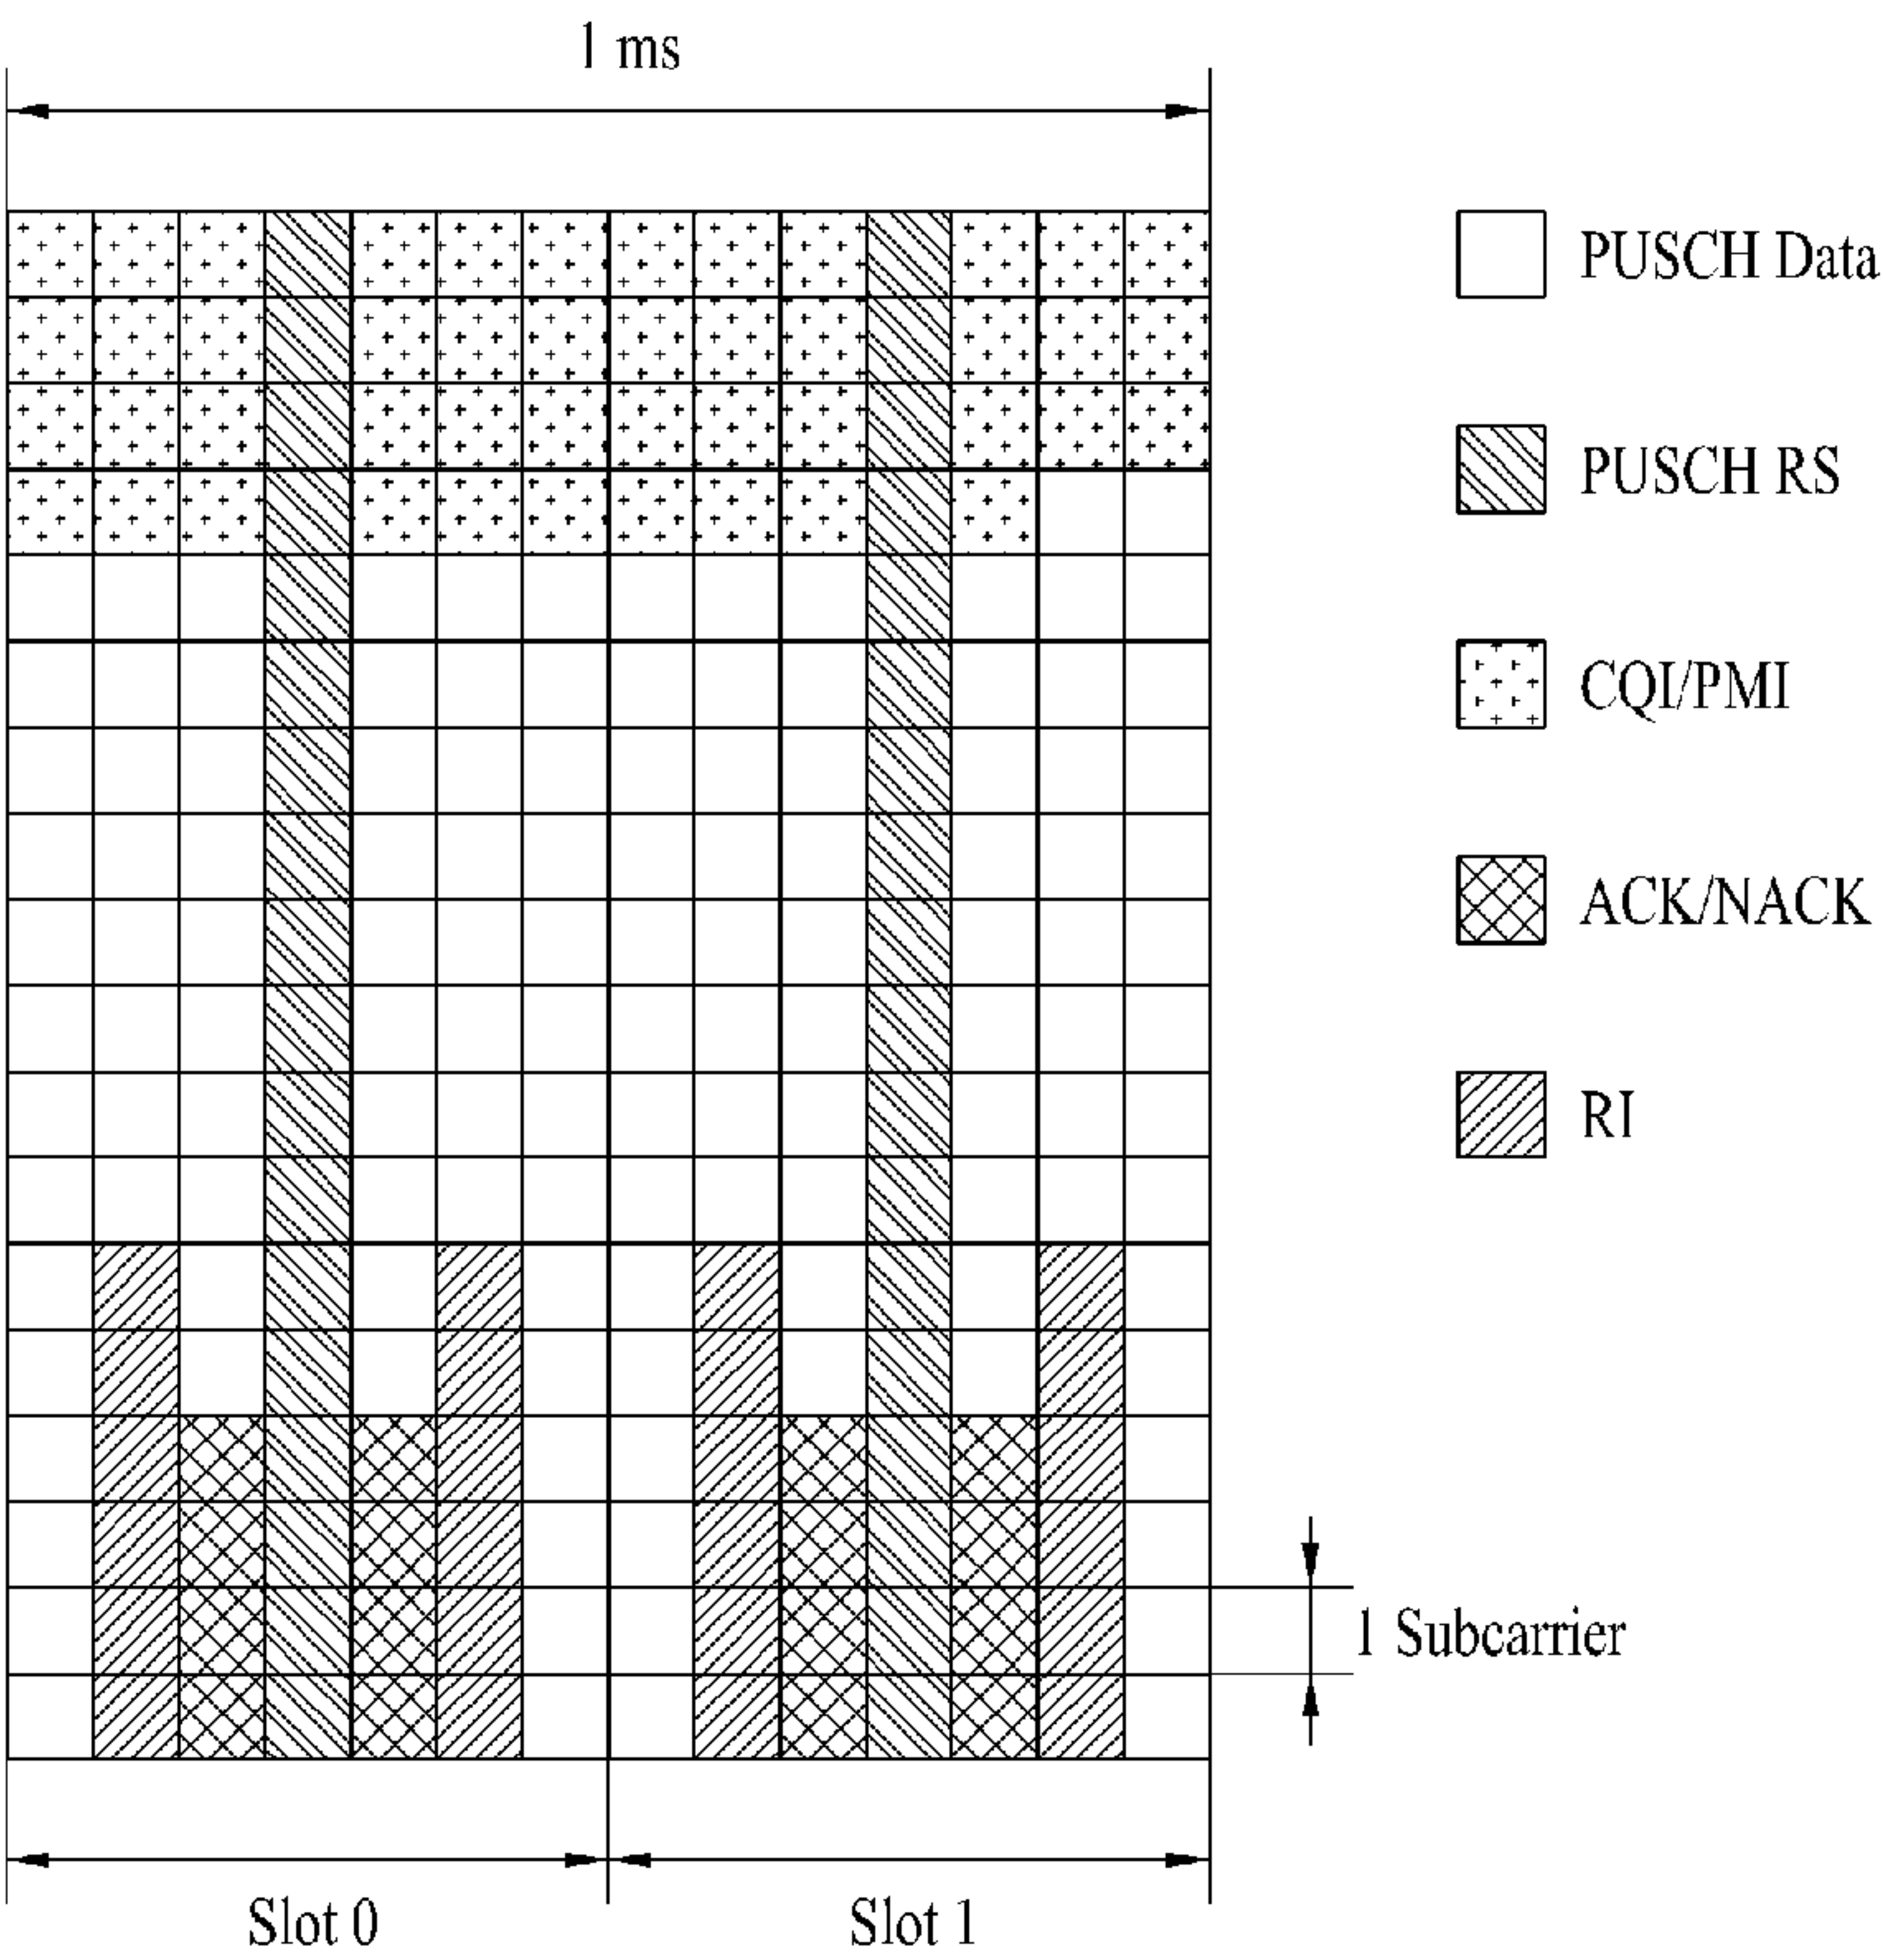 1 ms
PUSCH Data
PUSCH RS
CQI/PMI
ACK/NACK
RI
1 Subcarrier
Slot 0
Slot 1